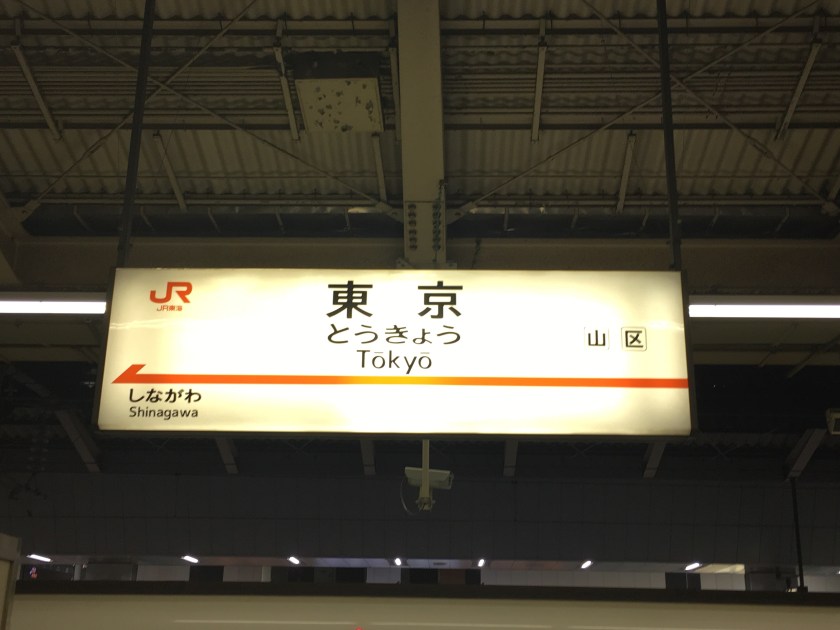 JR
JR東海
東京
とうきょう
Tōkyō
山 区
しながわ
Shinagawa